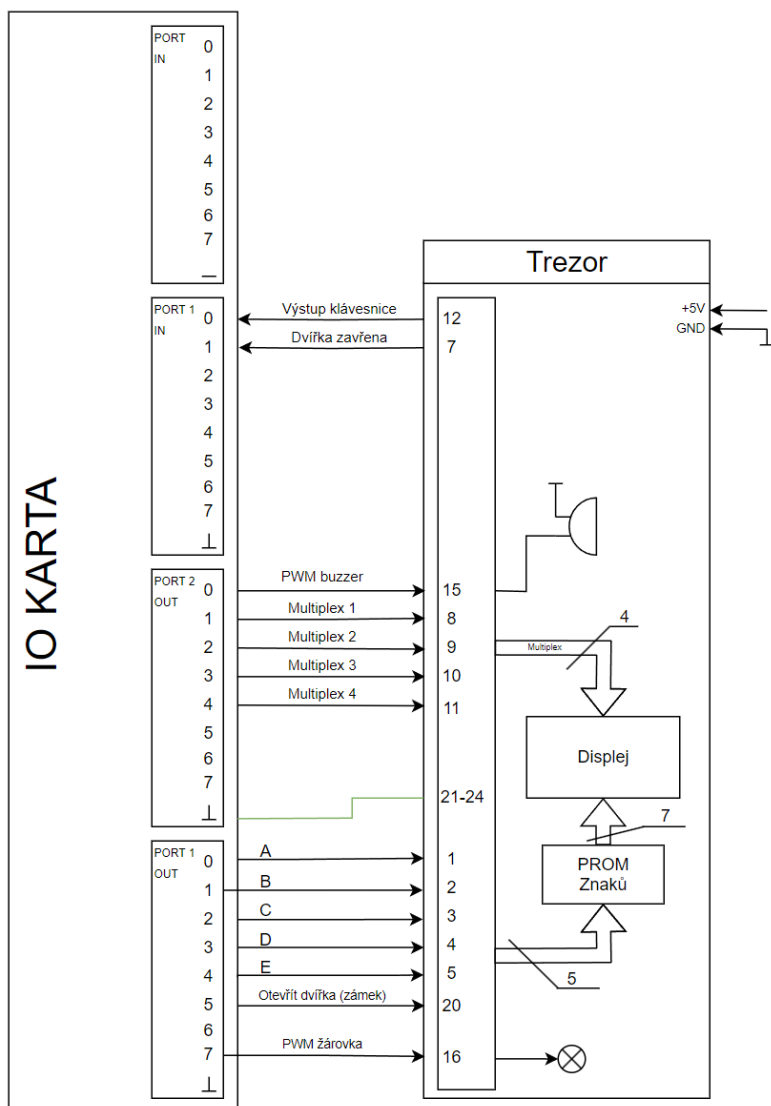 IO KARTA
PORT
IN
0
1
2
3
4
5
6
7
PORT 1
IN
0
1
2
3
4
5
6
7
PORT 2
OUT
0
1
2
3
4
5
6
7
PORT 1
OUT
0
1
2
3
4
5
6
7
Výstup klávesnice
Dvířka zavřena
PWM buzzer
Multiplex 1
Multiplex 2
Multiplex 3
Multiplex 4
A
B
C
D
E
Otevřít dvířka (zámek)
PWM žárovka
Trezor
12
7
15
8
9
10
11
21-24
1
2
3
4
5
20
16
+5V
GND
Multiplex
4
Displej
7
PROM
Znaků
5